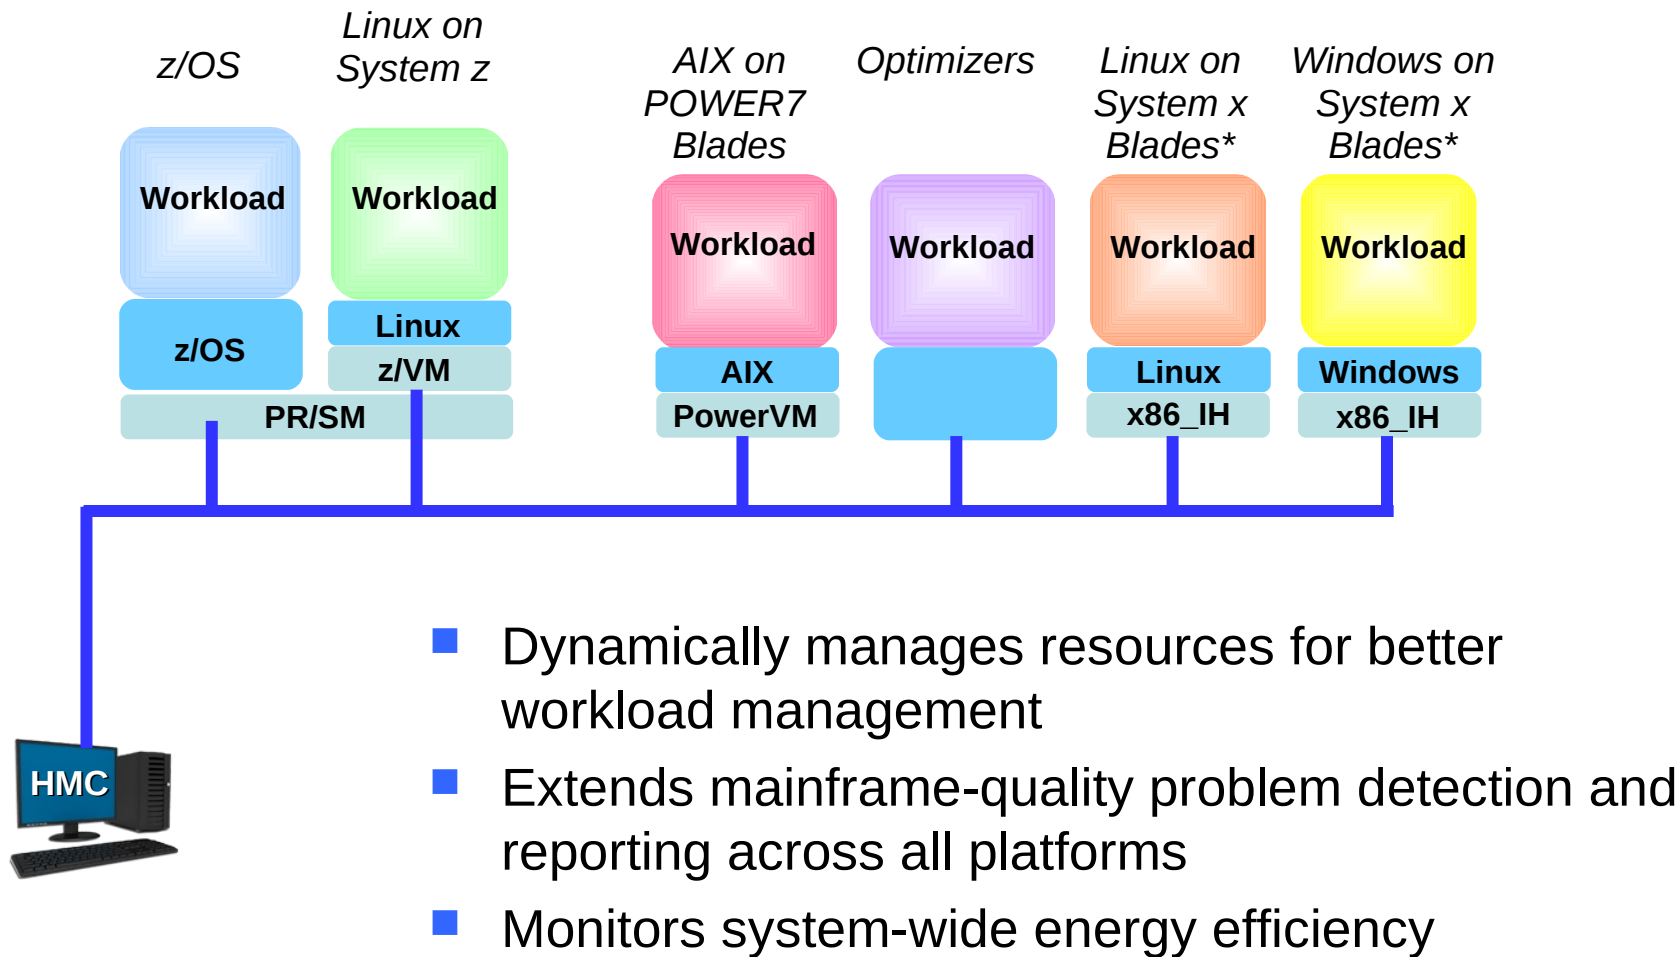 z/OS
Linux on
System z
AIX on
POWER7
Blades
Optimizers
Linux on
System x
Blades*
Windows on
System x
Blades*
Workload
Workload
Workload
Workload
Workload
Workload
z/OS
Linux
z/VM
PR/SM
AIX
PowerVM
Linux
x86_IH
Windows
x86_IH
HMC
Dynamically manages resources for better
workload management
Extends mainframe-quality problem detection and
reporting across all platforms
Monitors system-wide energy efficiency